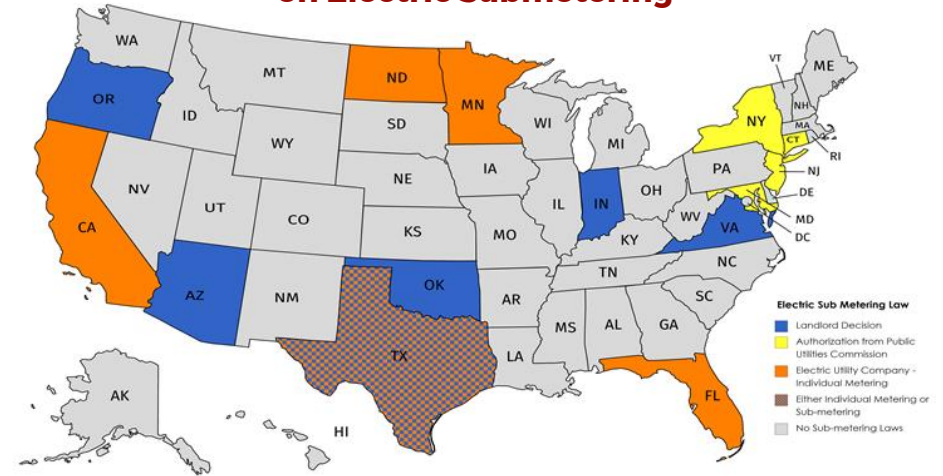 on Electric Submetering
WA
MT
ND
MN
OR
ID
WY
SD
WI
MI
VT
ME
NH
NY
MA
CT
RI
NV
UT
CO
NE
IA
IL
IN
OH
PA
NJ
DE
MD
DC
CA
KS
MO
KY
WV
VA
AZ
NM
OK
AR
TN
NC
SC
TX
LA
MS
AL
GA
FL
AK
HI
Electric Sub Metering Law
Landlord Decision
Authorization from Public
Utilities Commission
Electric Utility Company -
Individual Metering
Either Individual Metering or
Sub-metering
No Sub-metering Laws